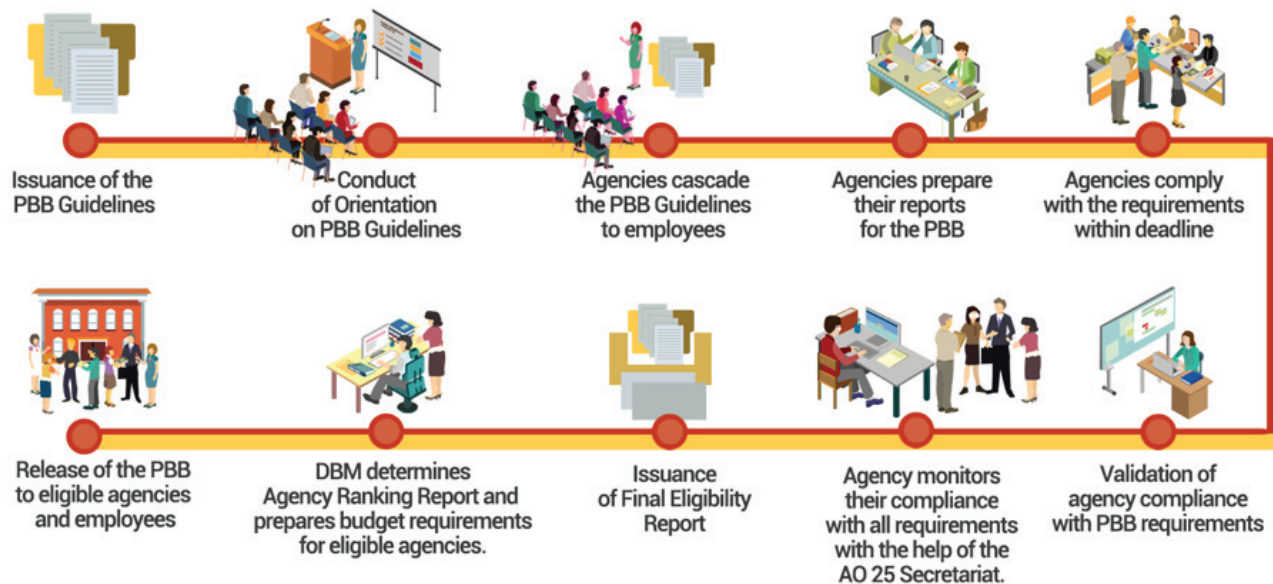 Issuance of the
PBB Guidelines
Conduct
of Orientation
on PBB Guidelines
Agencies cascade
the PBB Guidelines
to employees
Agencies prepare
their reports
for the PBB
Agencies comply
with the requirements
within deadline
Release of the PBB
to eligible agencies
and employees
DBM determines
Agency Ranking Report and
prepares budget requirements
for eligible agencies.
Issuance
of Final Eligibility
Report
Agency monitors
their compliance
with all requirements
with the help of the
AO 25 Secretariat.
Validation of
agency compliance
with PBB requirements